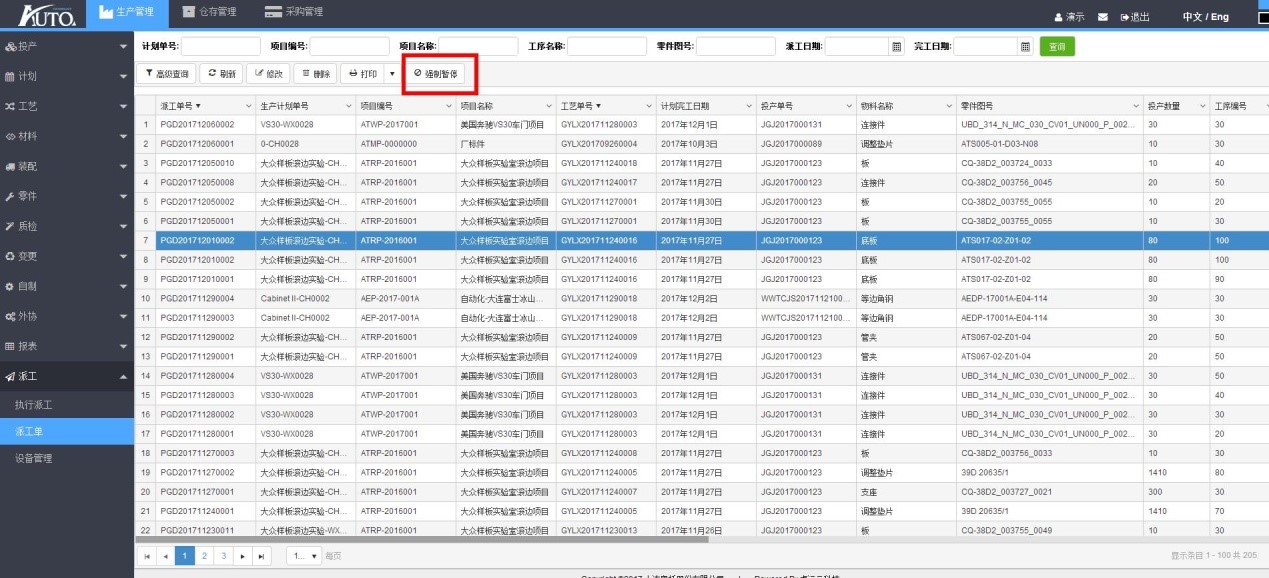 AUTO.
生产管理
仓存管理
采购管理
演示
退出
中文 / Eng
投产
计划
工艺
材料
装配
零件
质检
变更
自制
外协
报表
派工
执行派工
派工单
设备管理
计划单号: 项目编号: 项目名称: 工序名称: 零件图号: 派工日期: 完工日期: 查询
高级查询 刷新 修改 删除 打印 强制暂停
派工单号 生产计划单号 项目编号 项目名称 工艺单号 计划完工日期 投产单号 物料名称 零件图号 投产数量 工序编号
1 PGD201712060002 VS30-WX0028 ATWP-2017001 美国奔驰VS30车门项目 GYLX201711280003 2017年12月1日 JGJ2017000131 连接件 UBD_314_N_MC_030_CV01_UN000_P_002... 30 30
2 PGD201712060001 0-CH0028 ATMP-0000000 厂标件 GYLX201709260004 2017年10月3日 JGJ2017000089 调整垫片 ATS005-01-D03-N08 10 30
3 PGD201712050010 大众样板滚边实验-CH... ATRP-2016001 大众样板实验室滚边项目 GYLX201711240018 2017年11月27日 JGJ2017000123 板 CQ-38D2_003724_0033 10 40
4 PGD201712050008 大众样板滚边实验-CH... ATRP-2016001 大众样板实验室滚边项目 GYLX201711240017 2017年11月27日 JGJ2017000123 连接件 CQ-38D2_003756_0045 20 50
5 PGD201712050002 大众样板滚边实验-CH... ATRP-2016001 大众样板实验室滚边项目 GYLX201711270001 2017年11月30日 JGJ2017000123 板 CQ-38D2_003755_0055 10 20
6 PGD201712050001 大众样板滚边实验-CH... ATRP-2016001 大众样板实验室滚边项目 GYLX201711270001 2017年11月30日 JGJ2017000123 板 CQ-38D2_003756_0055 10 30
7 PGD201712010002 大众样板滚边实验-CH... ATRP-2016001 大众样板实验室滚边项目 GYLX201711240016 2017年11月27日 JGJ2017000123 底板 ATS017-02-Z01-02 80 100
8 PGD201712010002 大众样板滚边实验-CH... ATRP-2016001 大众样板实验室滚边项目 GYLX201711240016 2017年11月27日 JGJ2017000123 底板 ATS017-02-Z01-02 80 100
9 PGD201712010001 大众样板滚边实验-CH... ATRP-2016001 大众样板实验室滚边项目 GYLX201711240016 2017年11月27日 JGJ2017000123 底板 ATS017-02-Z01-02 80 90
10 PGD201711290004 Cabinet II-CH0002 AEP-2017-001A 自动化-大连富士冰山... GYLX201711290018 2017年12月2日 WWTCJS2017112100... 等边角钢 AEDP-17001A-E04-114 30 30
11 PGD201711290003 Cabinet II-CH0002 AEP-2017-001A 自动化-大连富士冰山... GYLX201711290018 2017年12月2日 WWTCJS2017112100... 等边角钢 AEDP-17001A-E04-114 30 30
12 PGD201711290002 大众样板滚边实验-CH... ATRP-2016001 大众样板实验室滚边项目 GYLX201711240009 2017年11月27日 JGJ2017000123 管夹 ATS067-02-Z01-04 20 50
13 PGD201711290001 大众样板滚边实验-CH... ATRP-2016001 大众样板实验室滚边项目 GYLX201711240009 2017年11月27日 JGJ2017000123 管夹 ATS067-02-Z01-04 20 50
14 PGD201711280004 VS30-WX0028 ATWP-2017001 美国奔驰VS30车门项目 GYLX201711280003 2017年12月1日 JGJ2017000131 连接件 UBD_314_N_MC_030_CV01_UN000_P_002... 30 50
15 PGD201711280003 VS30-WX0028 ATWP-2017001 美国奔驰VS30车门项目 GYLX201711280003 2017年12月1日 JGJ2017000131 连接件 UBD_314_N_MC_030_CV01_UN000_P_002... 30 40
16 PGD201711280002 VS30-WX0028 ATWP-2017001 美国奔驰VS30车门项目 GYLX201711280003 2017年12月1日 JGJ2017000131 连接件 UBD_314_N_MC_030_CV01_UN000_P_002... 30 30
17 PGD201711280001 VS30-WX0028 ATWP-2017001 美国奔驰VS30车门项目 GYLX201711280003 2017年12月1日 JGJ2017000131 连接件 UBD_314_N_MC_030_CV01_UN000_P_002... 30 20
18 PGD201711270003 大众样板滚边实验-CH... ATRP-2016001 大众样板实验室滚边项目 GYLX201711240008 2017年11月27日 JGJ2017000123 板 CQ-38D2_003756_0033 10 30
19 PGD201711270002 大众样板滚边实验-CH... ATRP-2016001 大众样板实验室滚边项目 GYLX201711240005 2017年11月27日 JGJ2017000123 调整垫片 39D 20635/1 1410 80
20 PGD201711270001 大众样板滚边实验-CH... ATRP-2016001 大众样板实验室滚边项目 GYLX201711240007 2017年11月27日 JGJ2017000123 支座 CQ-38D2_003727_0021 300 30
21 PGD201711240001 大众样板滚边实验-CH... ATRP-2016001 大众样板实验室滚边项目 GYLX201711240005 2017年11月27日 JGJ2017000123 调整垫片 39D 20635/1 1410 70
22 PGD201711230011 大众样板滚边实验-WX... ATRP-2016001 大众样板实验室滚边项目 GYLX201711230013 2017年11月26日 JGJ2017000123 板 CQ-38D2_003755_0049 10 30
1 2 3 1... 每页
显示条目 1 - 100 共 205